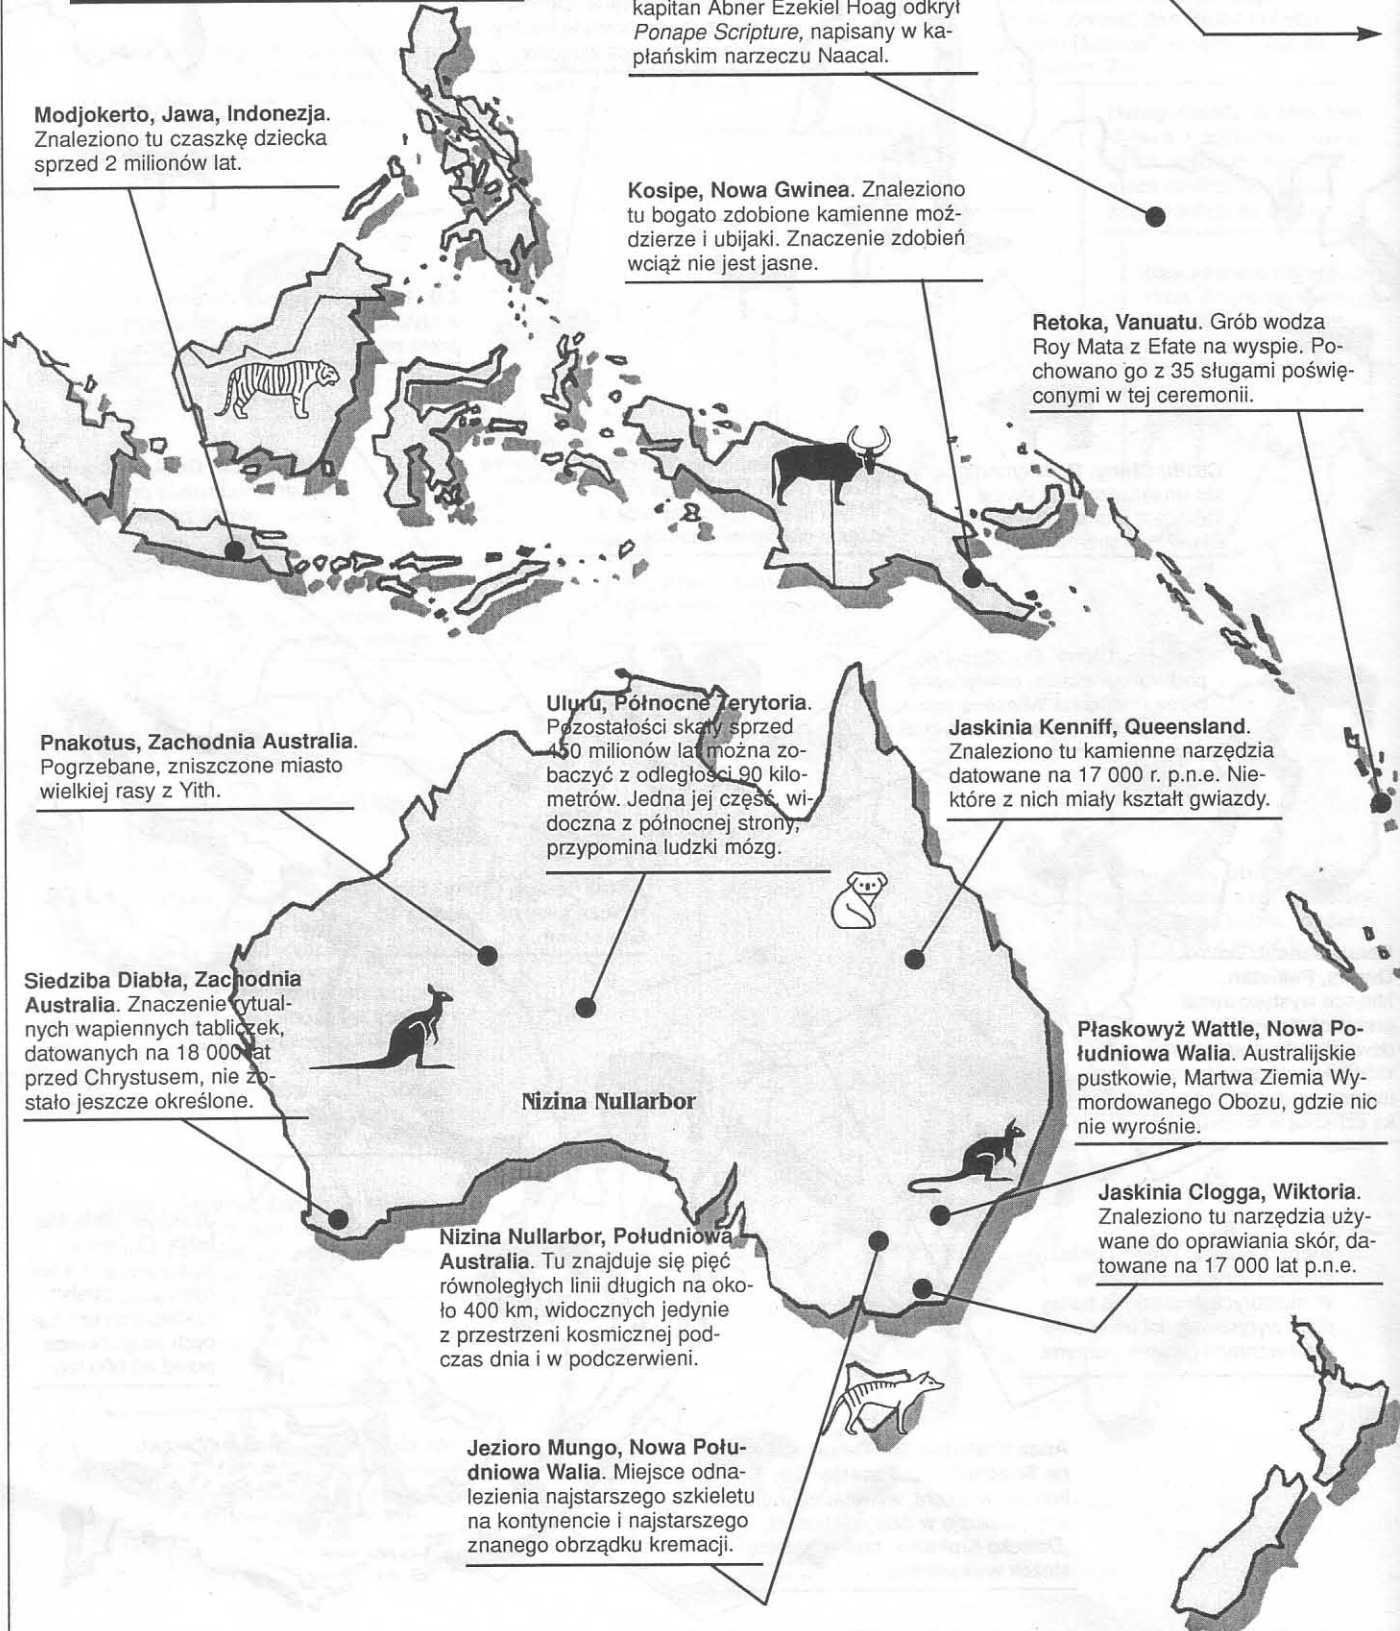 kapitan Abner Ezekiel Hoag odkrył
Ponape Scripture, napisany w ka-
płańskim narzeczu Naacal.
Modjokerto, Jawa, Indonezja.
Znaleziono tu czaszkę dziecka
sprzed 2 milionów lat.
Kosipe, Nowa Gwinea. Znaleziono
tu bogato zdobione kamienne moź-
dzierze i ubijaki. Znaczenie zdobień
wciąż nie jest jasne.
Retoka, Vanuatu. Grób wodza
Roy Mata z Efate na wyspie. Po-
chowano go z 35 sługami poświę-
conymi w tej ceremonii.
Uluru, Północne Terytoria.
Pozostałości skały sprzed
450 milionów lat można zo-
baczyć z odległości 90 kilo-
metrów. Jedna jej część, wi-
doczna z północnej strony,
przypomina ludzki mózg.
Pnakotus, Zachodnia Australia.
Pogrzebane, zniszczone miasto
wielkiej rasy z Yith.
Jaskinia Kenniff, Queensland.
Znaleziono tu kamienne narzędzia
datowane na 17 000 r. p.n.e. Nie-
które z nich miały kształt gwiazdy.
Siedziba Diabła, Zachodnia
Australia. Znaczenie rytual-
nych wapiennych tabliczek,
datowanych na 18 000 lat
przed Chrystusem, nie zo-
stało jeszcze określone.
Płaskowyż Wattle, Nowa Po-
łudniowa Walia. Australijskie
pustkowie, Martwa Ziemia Wy-
mordowanego Obozu, gdzie nic
nie wyrośnie.
Nizina Nullarbor
Jaskinia Clogga, Wiktoria.
Znaleziono tu narzędzia uży-
wane do oprawiania skór, da-
towane na 17 000 lat p.n.e.
Nizina Nullarbor, Południowa
Australia. Tu znajduje się pięć
równoległych linii długich na oko-
ło 400 km, widocznych jedynie
z przestrzeni kosmicznej pod-
czas dnia i w podczerwieni.
Jezioro Mungo, Nowa Połu-
dniowa Walia. Miejsce odna-
lezienia najstarszego szkieletu
na kontynencie i najstarszego
znanego obrządku kremacji.